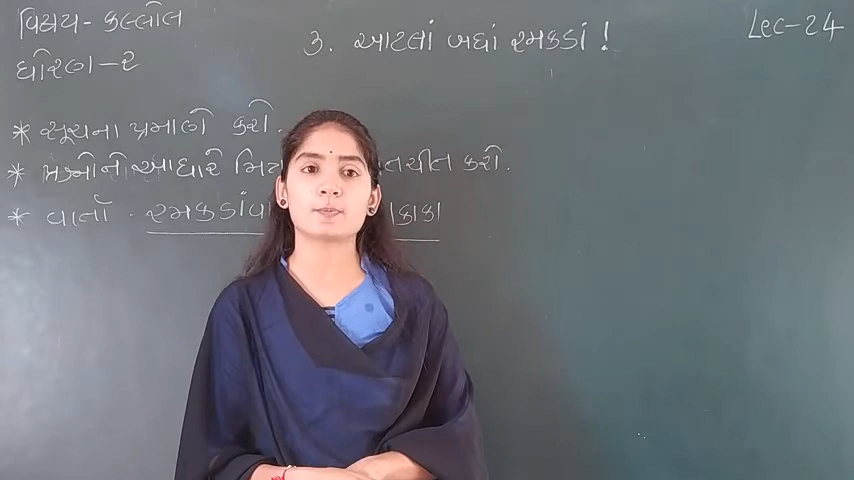 વિષય- કલ્લોલ
ધોરણ-૨
૩. આટલાં બધાં રમકડાં !
Lec-24
* સૂચના પ્રમાણે કરો.
* પ્રશ્નોની આધારે મિત્ર તચીત કરો.
* વાર્તા - રમકડાંવા કાકા